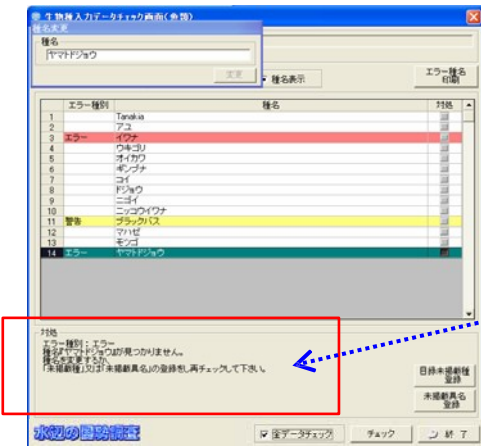 生物種入力データチェック画面(魚類)
種名変更
種名
ヤマトドジョウ
変更
種名表示
エラー種名
印刷
エラー種別 種名 対処
1 Tanakia
2 アユ
3 エラー イワナ
4 ウキゴリ
5 オイカワ
6 ギンブナ
7 コイ
8 ドジョウ
9 ニゴイ
10 ニッコウイワナ
11 警告 ブラックバス
12 マハゼ
13 モツゴ
14 エラー ヤマトドジョウ
対処
エラー種別:エラー
種名『ヤマトドジョウ』が見つかりません。
種名を変更するか、
「未掲載種」又は「未掲載異名」の登録をし、再チェックして下さい。
目録未掲載種
登録
未掲載異名
登録
水辺の国勢調査
全データチェック チェック 終 了